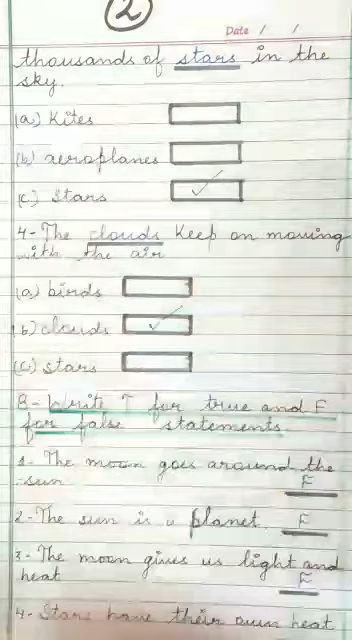 2
Date / /
thousands of stars in the
sky.
(a) Kites
(b) aeroplanes
(c) stars ✓
4- The clouds Keep on moving
with the air
(a) birds
(b) clouds ✓
(c) stars
B- Write T for true and F
for false statements.
1- The moon goes around the
sun F
2- The sun is a planet. F
3- The moon gives us light and
heat F
4- Stars have their own heat